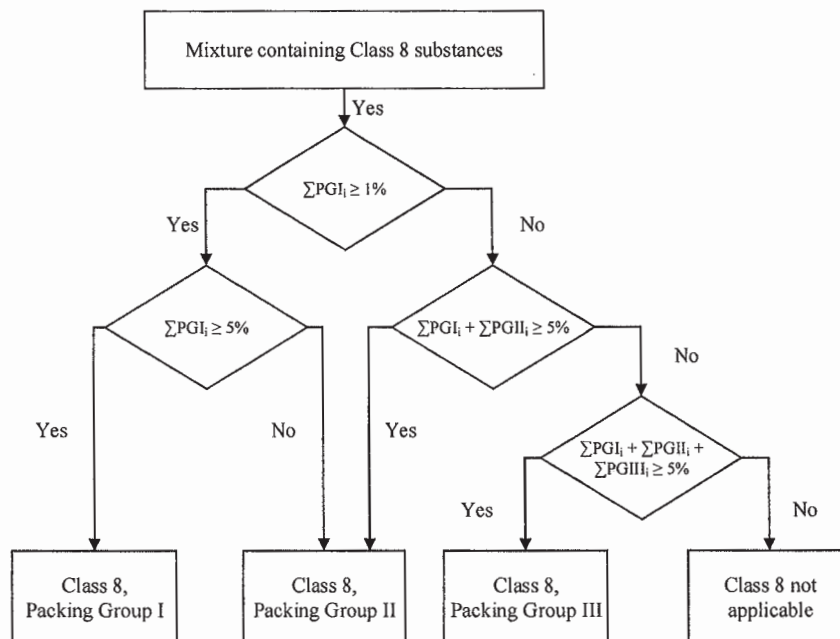 Mixture containing Class 8 substances
Yes
∑PGIᵢ ≥ 1%
Yes
No
∑PGIᵢ ≥ 5%
∑PGIᵢ + ∑PGIIᵢ ≥ 5%
No
Yes
No
Yes
∑PGIᵢ + ∑PGIIᵢ +
∑PGIIIᵢ ≥ 5%
Yes
No
Class 8,
Packing Group I
Class 8,
Packing Group II
Class 8,
Packing Group III
Class 8 not
applicable